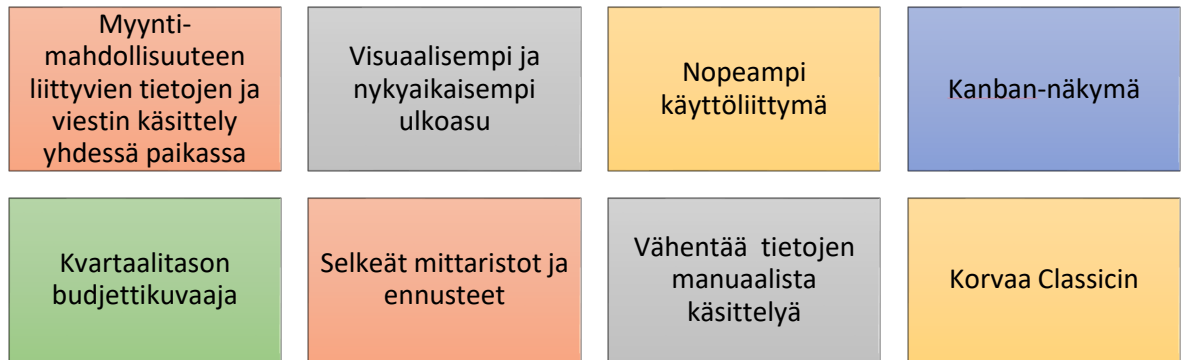 Myynti-
mahdollisuuteen
liittyvien tietojen ja
viestin käsittely
yhdessä paikassa
Visuaalisempi ja
nykyaikaisempi
ulkoasu
Nopeampi
käyttöliittymä
Kanban-näkymä
Kvartaalitason
budjettikuvaaja
Selkeät mittaristot ja
ennusteet
Vähentää tietojen
manuaalista
käsittelyä
Korvaa Classicin